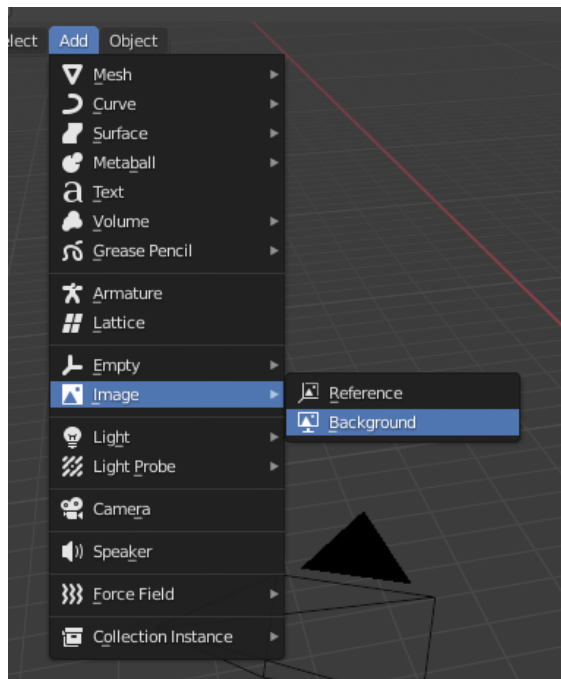 elect Add Object
Mesh
Curve
Surface
Metaball
Text
Volume
Grease Pencil
Armature
Lattice
Empty
Image
Reference
Background
Light
Light Probe
Camera
Speaker
Force Field
Collection Instance